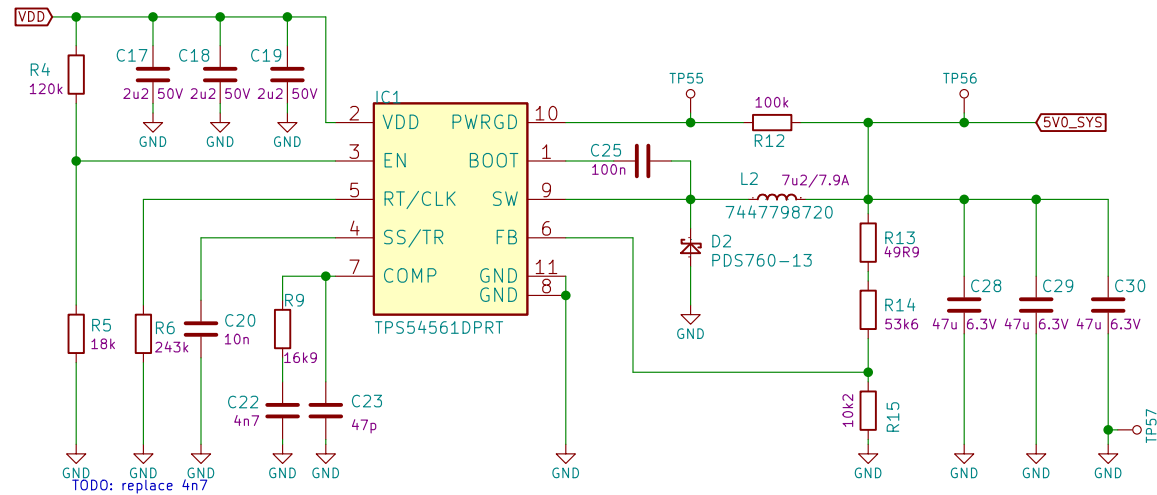 VDD
R4
120k
C17
2u2 50V
GND
C18
2u2 50V
GND
C19
2u2 50V
GND
IC1
2 VDD
3 EN
5 RT/CLK
4 SS/TR
7 COMP
PWRGD 10
BOOT 1
SW 9
FB 6
GND 11
GND 8
TPS54561DPRT
TP55
100k
R12
TP56
5V0_SYS
C25
100n
L2 7u2/7.9A
7447798720
D2
PDS760-13
GND
R13
49R9
R14
53k6
10k2
R15
GND
C28
47u 6.3V
GND
C29
47u 6.3V
GND
C30
47u 6.3V
TP57
GND
R5
18k
GND
R6
243k
GND
C20
10n
GND
R9
16k9
C22
4n7
GND
C23
47p
GND
GND
TODO: replace 4n7